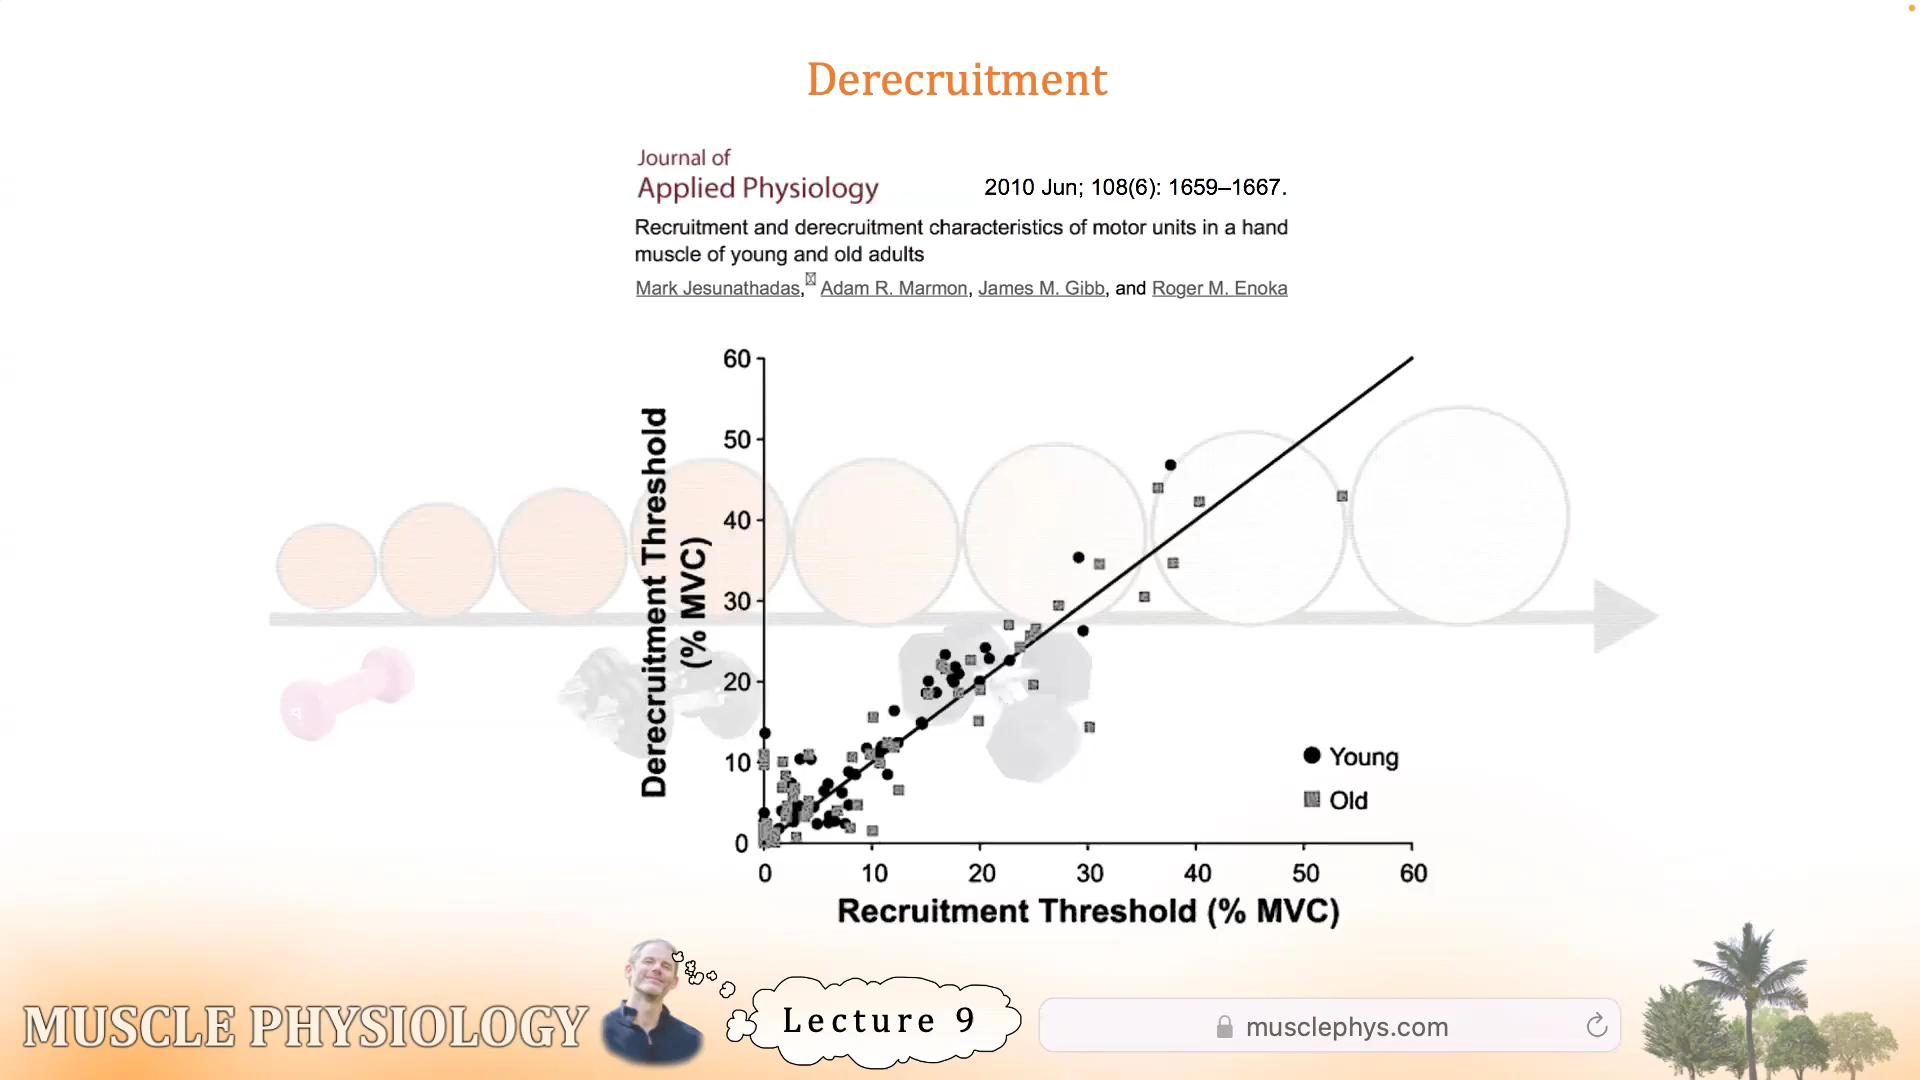 Derecruitment
Journal of
Applied Physiology
2010 Jun; 108(6): 1659–1667.
Recruitment and derecruitment characteristics of motor units in a hand
muscle of young and old adults
Mark Jesunathadas, Adam R. Marmon, James M. Gibb, and Roger M. Enoka
Derecruitment Threshold
(% MVC)
60
50
40
30
20
10
0
Young
Old
0 10 20 30 40 50 60
Recruitment Threshold (% MVC)
MUSCLE PHYSIOLOGY
Lecture 9
musclephys.com